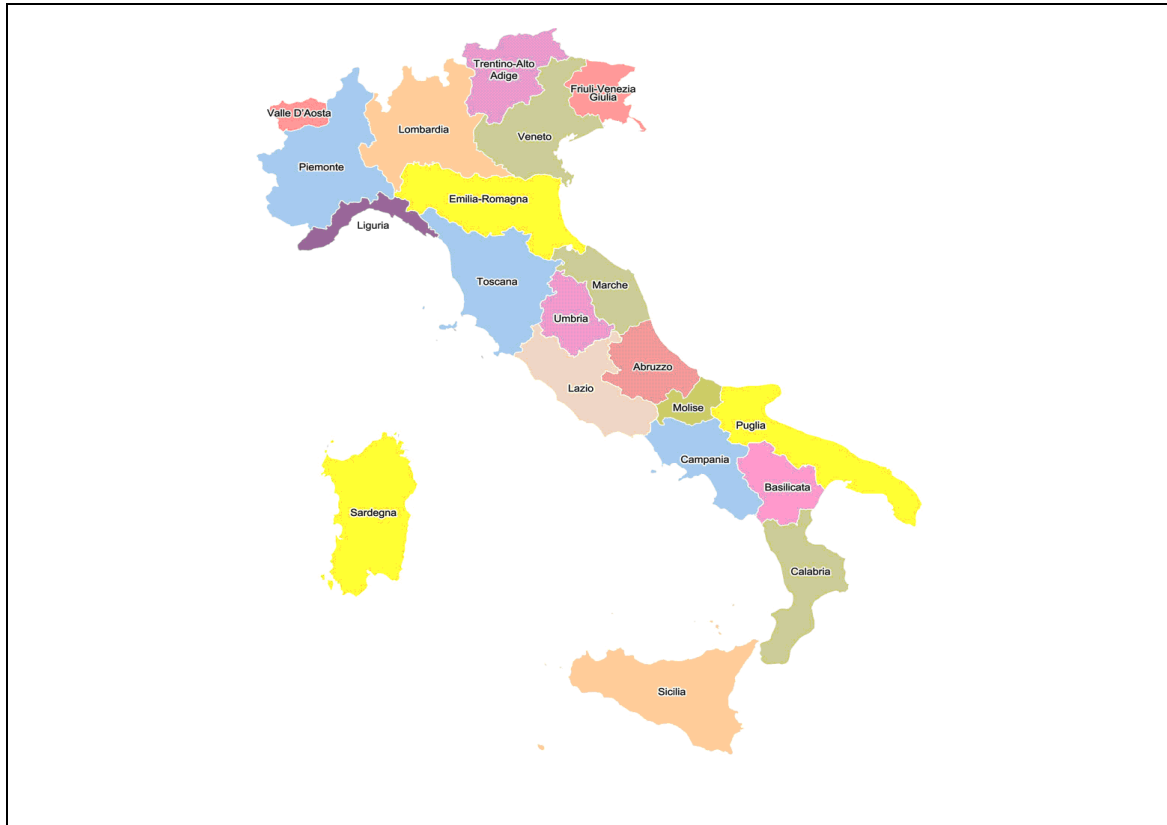 Trentino-Alto
Adige
Friuli-Venezia
Giulia
Valle D'Aosta
Lombardia
Veneto
Piemonte
Emilia-Romagna
Liguria
Toscana
Marche
Umbria
Abruzzo
Lazio
Molise
Puglia
Campania
Basilicata
Sardegna
Calabria
Sicilia